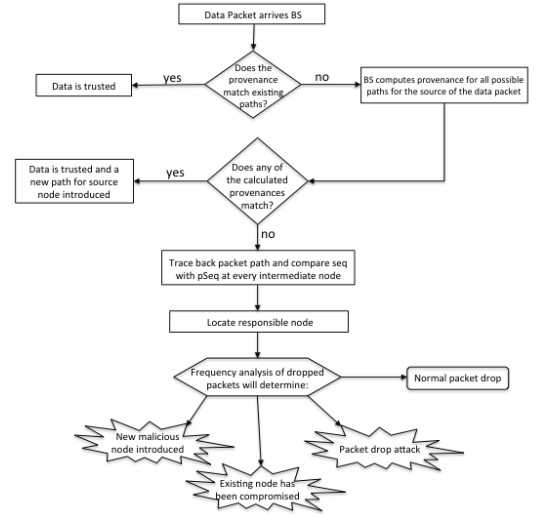 Data Packet arrives BS
Does the
provenance
match existing
paths?
yes
no
Data is trusted
BS computes provenance for all possible
paths for the source of the data packet
Does any of
the calculated
provenances
match?
yes
Data is trusted and a
new path for source
node introduced
no
Trace back packet path and compare seq
with pSeq at every intermediate node
Locate responsible node
Frequency analysis of dropped
packets will determine:
Normal packet drop
New malicious
node introduced
Existing node has
been compromised
Packet drop attack